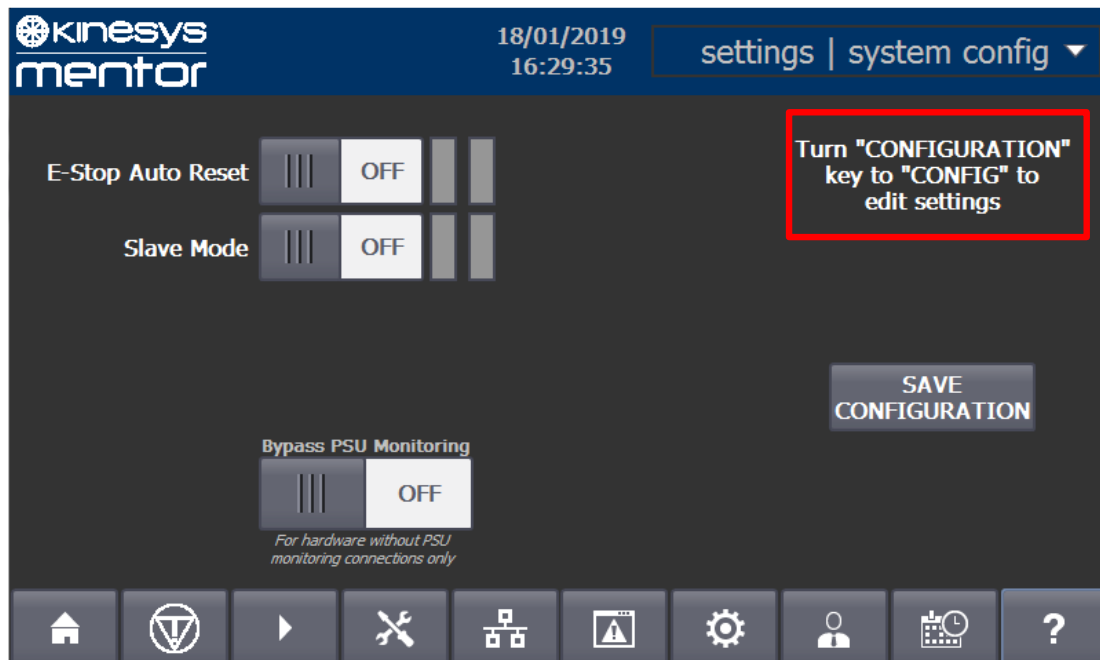 kinesys
mentor
18/01/2019
16:29:35
settings | system config
E-Stop Auto Reset
OFF
Turn "CONFIGURATION"
key to "CONFIG" to
edit settings
Slave Mode
OFF
SAVE
CONFIGURATION
Bypass PSU Monitoring
OFF
For hardware without PSU
monitoring connections only
?